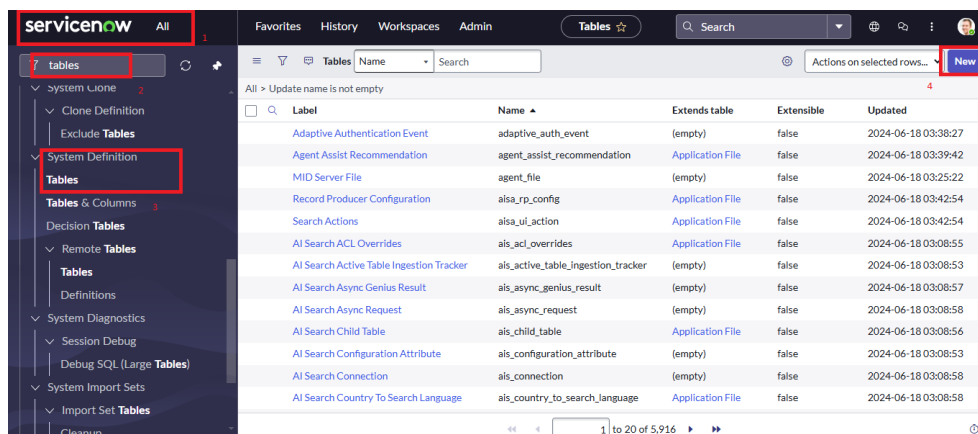 servicenow All 1 Favorites History Workspaces Admin Tables Search
tables
2
System Clone
Clone Definition
Exclude Tables
System Definition
Tables
Tables & Columns
3
Decision Tables
Remote Tables
Tables
Definitions
System Diagnostics
Session Debug
Debug SQL (Large Tables)
System Import Sets
Import Set Tables
Cleanup
Tables Name Search Actions on selected rows... New
4
All > Update name is not empty
Label Name Extends table Extensible Updated
Adaptive Authentication Event adaptive_auth_event (empty) false 2024-06-18 03:38:27
Agent Assist Recommendation agent_assist_recommendation Application File false 2024-06-18 03:39:42
MID Server File agent_file (empty) false 2024-06-18 03:25:22
Record Producer Configuration aisa_rp_config Application File false 2024-06-18 03:42:54
Search Actions aisa_ui_action Application File false 2024-06-18 03:42:54
AI Search ACL Overrides ais_acl_overrides Application File false 2024-06-18 03:08:55
AI Search Active Table Ingestion Tracker ais_active_table_ingestion_tracker (empty) false 2024-06-18 03:08:53
AI Search Async Genius Result ais_async_genius_result (empty) false 2024-06-18 03:08:57
AI Search Async Request ais_async_request (empty) false 2024-06-18 03:08:58
AI Search Child Table ais_child_table Application File false 2024-06-18 03:08:56
AI Search Configuration Attribute ais_configuration_attribute (empty) false 2024-06-18 03:08:53
AI Search Connection ais_connection (empty) false 2024-06-18 03:08:58
AI Search Country To Search Language ais_country_to_search_language Application File false 2024-06-18 03:08:58
1 to 20 of 5,916